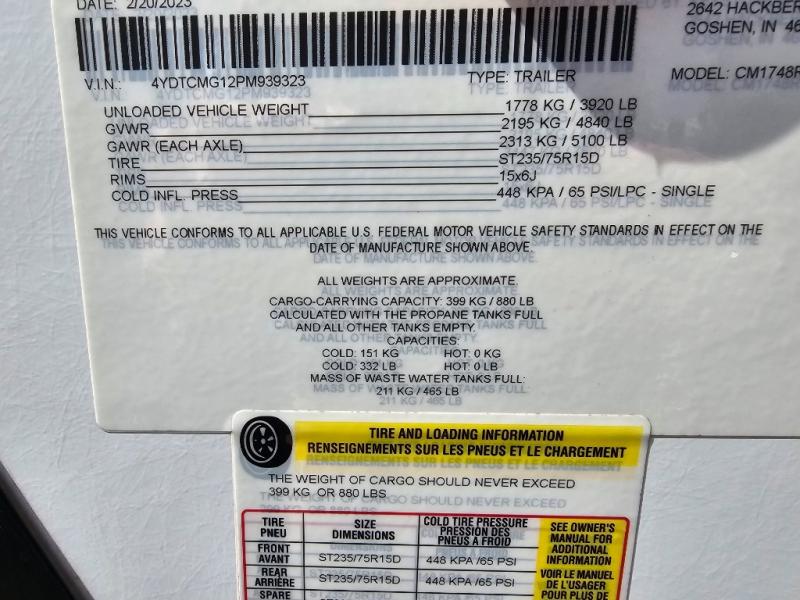 DATE: 2/20/2023
2642 HACKBER
GOSHEN, IN 46
V.I.N.: 4YDTCMG12PM939323 TYPE: TRAILER MODEL: CM1748R
UNLOADED VEHICLE WEIGHT 1778 KG / 3920 LB
GVWR 2195 KG / 4840 LB
GAWR (EACH AXLE) 2313 KG / 5100 LB
TIRE ST235/75R15D
RIMS 15x6J
COLD INFL. PRESS 448 KPA / 65 PSI/LPC - SINGLE
THIS VEHICLE CONFORMS TO ALL APPLICABLE U.S. FEDERAL MOTOR VEHICLE SAFETY STANDARDS IN EFFECT ON THE
DATE OF MANUFACTURE SHOWN ABOVE.
ALL WEIGHTS ARE APPROXIMATE.
CARGO-CARRYING CAPACITY: 399 KG / 880 LB
CALCULATED WITH THE PROPANE TANKS FULL
AND ALL OTHER TANKS EMPTY.
CAPACITIES:
COLD: 151 KG HOT: 0 KG
COLD: 332 LB HOT: 0 LB
MASS OF WASTE WATER TANKS FULL:
211 KG / 465 LB
TIRE AND LOADING INFORMATION
RENSEIGNEMENTS SUR LES PNEUS ET LE CHARGEMENT
THE WEIGHT OF CARGO SHOULD NEVER EXCEED
399 KG OR 880 LBS
TIRE
PNEU
SIZE
DIMENSIONS
COLD TIRE PRESSURE
PRESSION DES
PNEUS A FROID
SEE OWNER'S
MANUAL FOR
ADDITIONAL
INFORMATION
FRONT
AVANT
ST235/75R15D
448 KPA /65 PSI
REAR
ARRIÈRE
ST235/75R15D
448 KPA /65 PSI
VOIR LE MANUEL
DE L'USAGER
POUR PLUS DE
SPARE